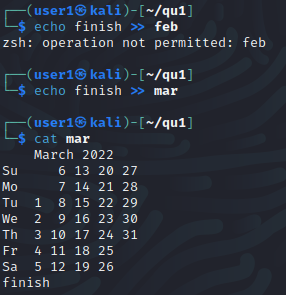 ┌──(user1㉿kali)-[~/qu1]
└─$ echo finish >> feb
zsh: operation not permitted: feb
┌──(user1㉿kali)-[~/qu1]
└─$ echo finish >> mar
┌──(user1㉿kali)-[~/qu1]
└─$ cat mar
    March 2022
Su     6 13 20 27
Mo     7 14 21 28
Tu  1  8 15 22 29
We  2  9 16 23 30
Th  3 10 17 24 31
Fr  4 11 18 25
Sa  5 12 19 26
finish